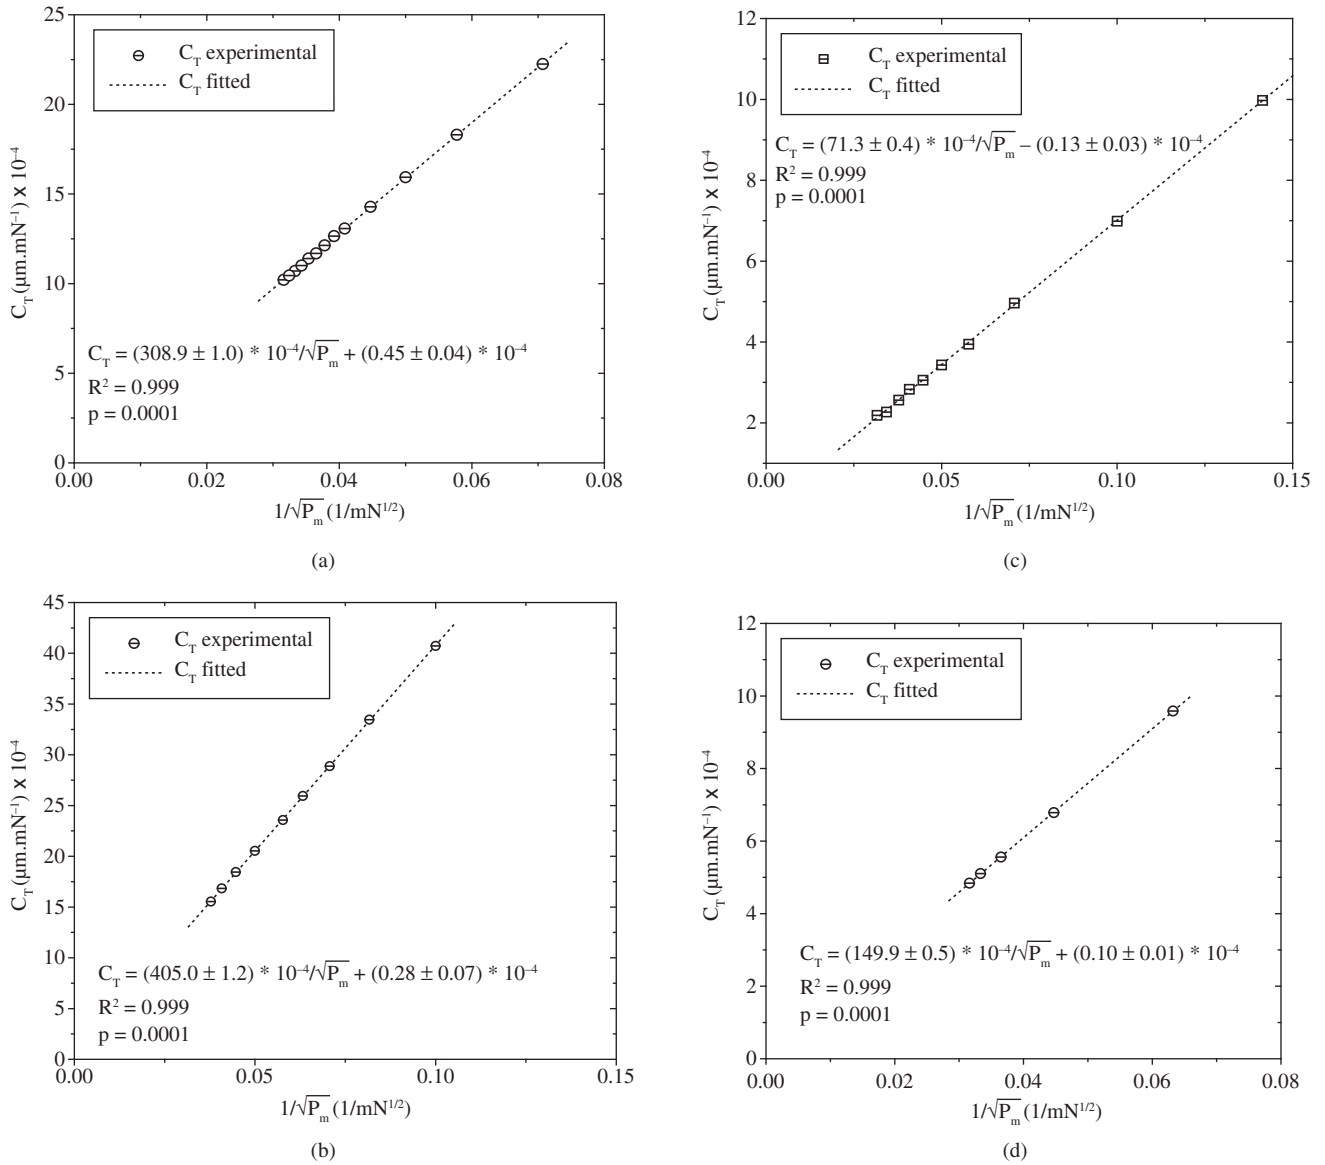 25
20
15
10
5
0
0.00 0.02 0.04 0.06 0.08
C_T (μm.mN⁻¹) x 10⁻⁴
C_T experimental
C_T fitted
C_T = (308.9 ± 1.0) * 10⁻⁴/√P_m + (0.45 ± 0.04) * 10⁻⁴
R² = 0.999
p = 0.0001
1/√P_m (1/mN^{1/2})
(a)
12
10
8
6
4
2
0.00 0.05 0.10 0.15
C_T (μm.mN⁻¹) x 10⁻⁴
C_T experimental
C_T fitted
C_T = (71.3 ± 0.4) * 10⁻⁴/√P_m – (0.13 ± 0.03) * 10⁻⁴
R² = 0.999
p = 0.0001
1/√P_m (1/mN^{1/2})
(c)
45
40
35
30
25
20
15
10
5
0
0.00 0.05 0.10 0.15
C_T (μm.mN⁻¹) x 10⁻⁴
C_T experimental
C_T fitted
C_T = (405.0 ± 1.2) * 10⁻⁴/√P_m + (0.28 ± 0.07) * 10⁻⁴
R² = 0.999
p = 0.0001
1/√P_m (1/mN^{1/2})
(b)
12
10
8
6
4
2
0
0.00 0.02 0.04 0.06 0.08
C_T (μm.mN⁻¹) x 10⁻⁴
C_T experimental
C_T fitted
C_T = (149.9 ± 0.5) * 10⁻⁴/√P_m + (0.10 ± 0.01) * 10⁻⁴
R² = 0.999
p = 0.0001
1/√P_m (1/mN^{1/2})
(d)